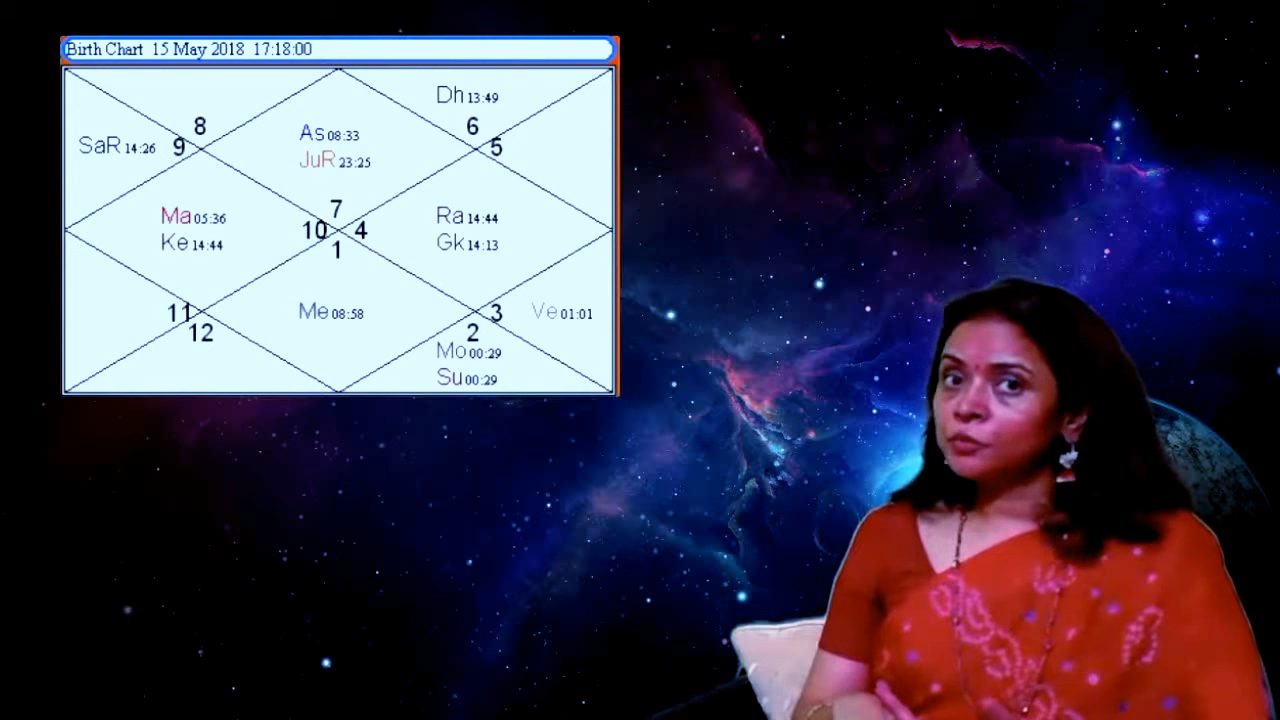 Birth Chart 15 May 2018 17:18:00
Dh 13:49
8
6
As 08:33
SaR 14:26
9
5
JuR 23:25
7
Ma 05:36
Ra 14:44
10
4
Ke 14:44
Gk 14:13
1
11
3
Me 08:58
Ve 01:01
12
2
Mo 00:29
Su 00:29